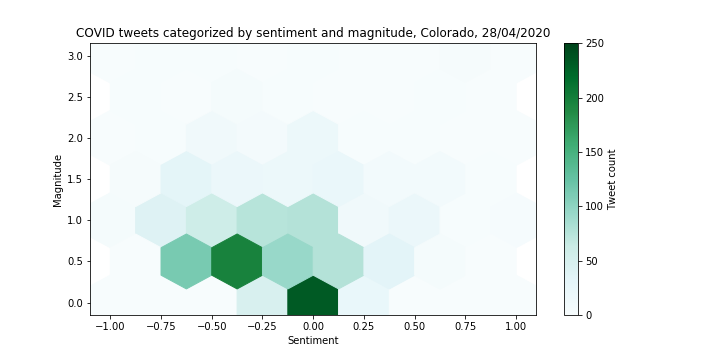 COVID tweets categorized by sentiment and magnitude, Colorado, 28/04/2020
3.0
2.5
2.0
1.5
1.0
0.5
0.0
Magnitude
−1.00 −0.75 −0.50 −0.25 0.00 0.25 0.50 0.75 1.00
Sentiment
250
200
150
100
50
0
Tweet count